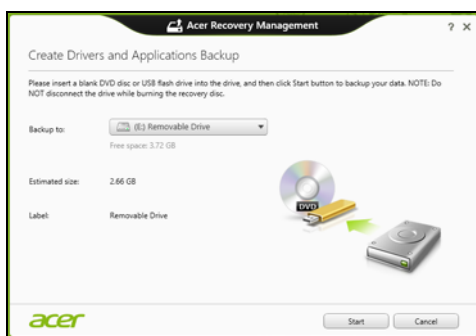 Acer Recovery Management
? ×
Create Drivers and Applications Backup
Please insert a blank DVD disc or USB flash drive into the drive, and then click Start button to backup your data. NOTE: Do
NOT disconnect the drive while burning the recovery disc.
Backup to: (E:) Removable Drive
Free space: 3.72 GB
Estimated size: 2.66 GB
DVD
Label: Removable Drive
acer Start Cancel